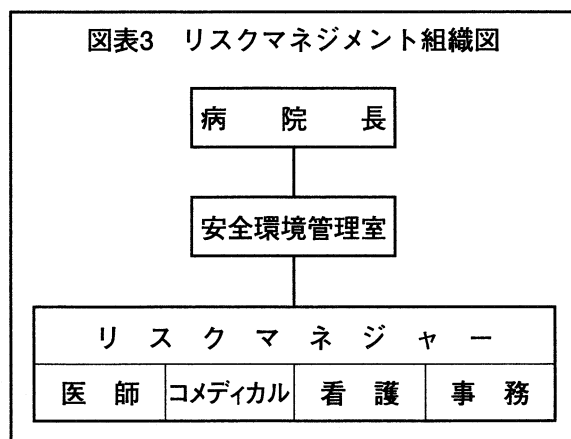 図表3 リスクマネジメント組織図
病院長
安全環境管理室
リスクマネジャー
医師 コメディカル 看護 事務